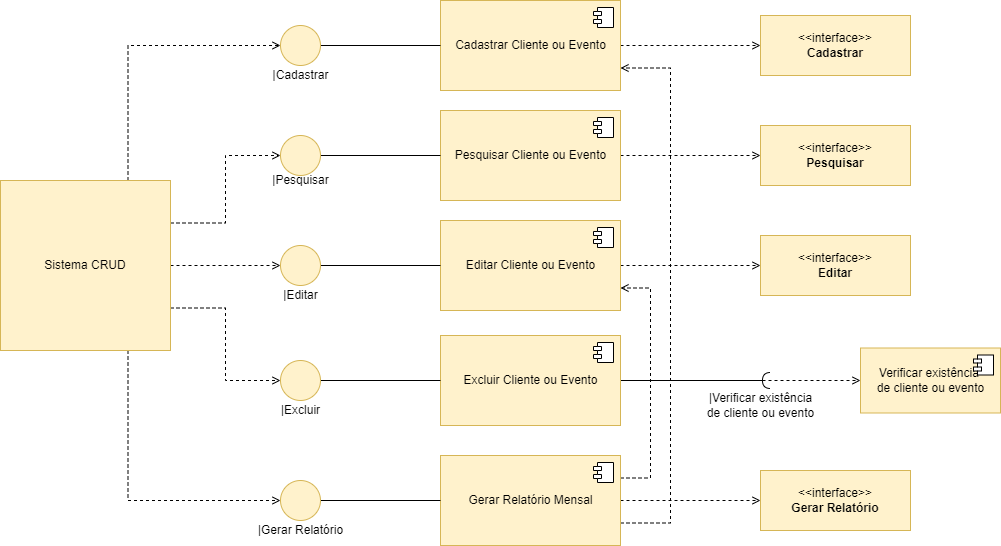 Cadastrar Cliente ou Evento
<<interface>>
Cadastrar
|Cadastrar
Pesquisar Cliente ou Evento
<<interface>>
Pesquisar
|Pesquisar
Sistema CRUD
Editar Cliente ou Evento
<<interface>>
Editar
|Editar
Excluir Cliente ou Evento
Verificar existência
de cliente ou evento
|Excluir
|Verificar existência
de cliente ou evento
Gerar Relatório Mensal
<<interface>>
Gerar Relatório
|Gerar Relatório